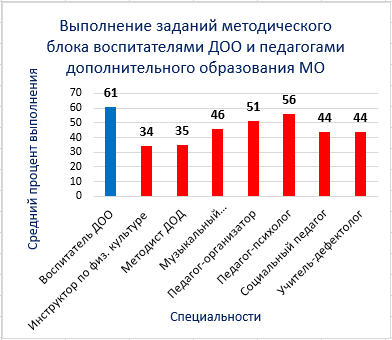 Выполнение заданий методического
блока воспитателями ДОО и педагогами
дополнительного образования МО
Средний процент выполнения
70
60
50
40
30
20
10
0
61
34
35
46
51
56
44
44
Воспитатель ДОО
Инструктор по физ. культуре
Методист ДОД
Музыкальный...
Педагог-организатор
Педагог-психолог
Социальный педагог
Учитель-дефектолог
Специальности